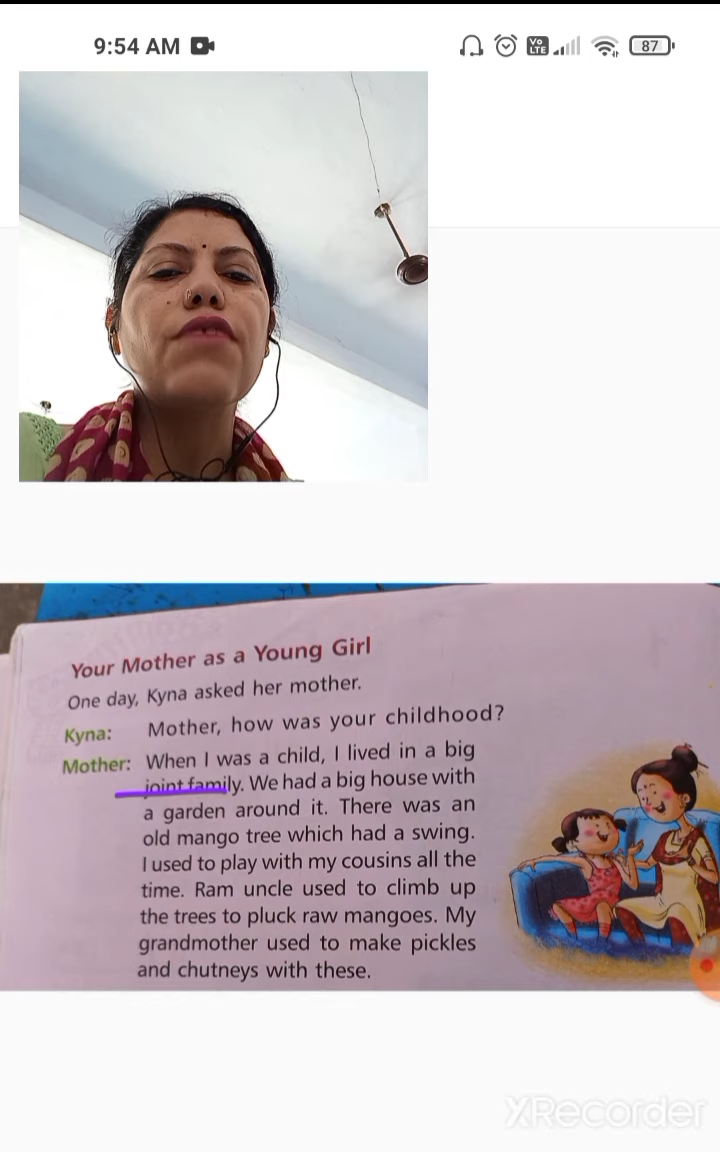 9:54 AM
Vo LTE
87
Your Mother as a Young Girl
One day, Kyna asked her mother.
Kyna: Mother, how was your childhood?
Mother: When I was a child, I lived in a big
joint family. We had a big house with
a garden around it. There was an
old mango tree which had a swing.
I used to play with my cousins all the
time. Ram uncle used to climb up
the trees to pluck raw mangoes. My
grandmother used to make pickles
and chutneys with these.
XRecorder